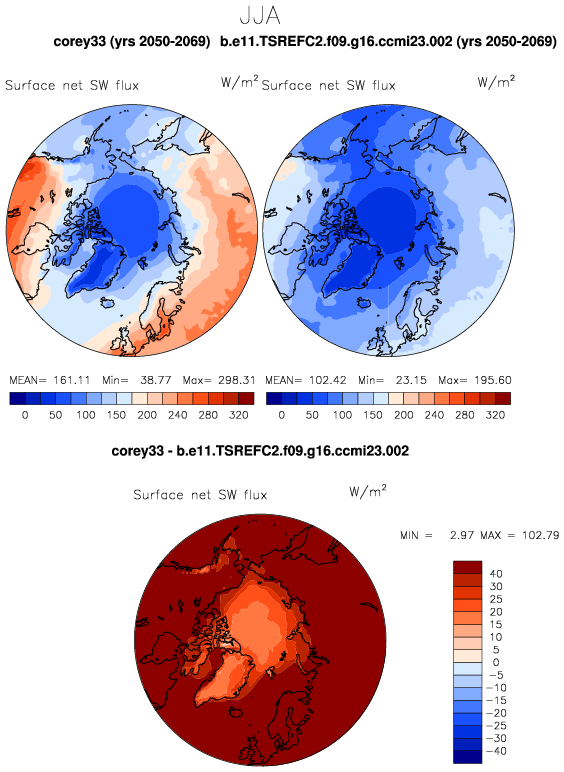 JJA
corey33 (yrs 2050-2069) b.e11.TSREFC2.f09.g16.ccmi23.002 (yrs 2050-2069)
Surface net SW flux W/m² Surface net SW flux W/m²
MEAN= 161.11 Min= 38.77 Max= 298.31 MEAN= 102.42 Min= 23.15 Max= 195.60
0 50 100 150 200 240 280 320 0 50 100 150 200 240 280 320
corey33 - b.e11.TSREFC2.f09.g16.ccmi23.002
Surface net SW flux W/m²
MIN = 2.97 MAX = 102.79
40
30
25
20
15
10
5
0
−5
−10
−15
−20
−25
−30
−40